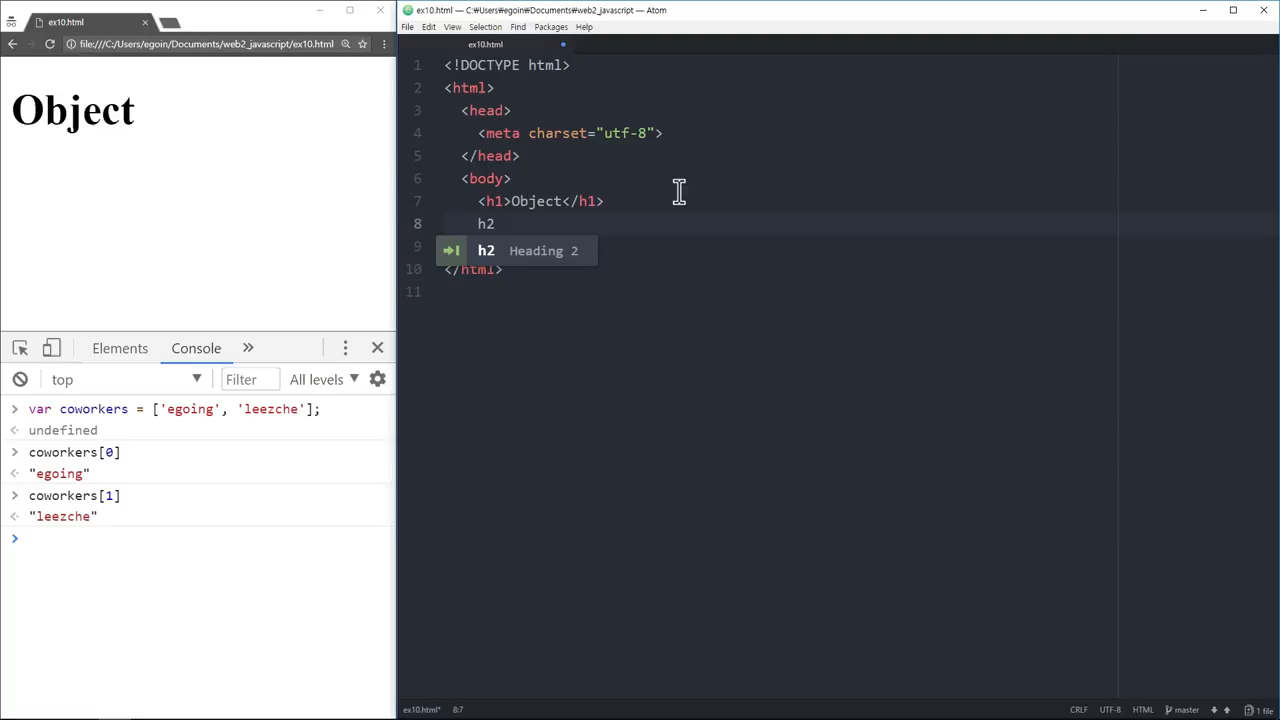 ex10.html
file:///C:/Users/egoin/Documents/web2_javascript/ex10.html
Object
Elements
Console
top
Filter
All levels
var coworkers = ['egoing', 'leezche'];
undefined
coworkers[0]
"egoing"
coworkers[1]
"leezche"
ex10.html — C:₩Users₩egoin₩Documents₩web2_javascript — Atom
File Edit View Selection Find Packages Help
ex10.html
1 <!DOCTYPE html>
2 <html>
3 <head>
4 <meta charset="utf-8">
5 </head>
6 <body>
7 <h1>Object</h1>
8 h2
9
h2 Heading 2
10 </html>
11
ex10.html* 8:7
CRLF UTF-8 HTML master 1 file